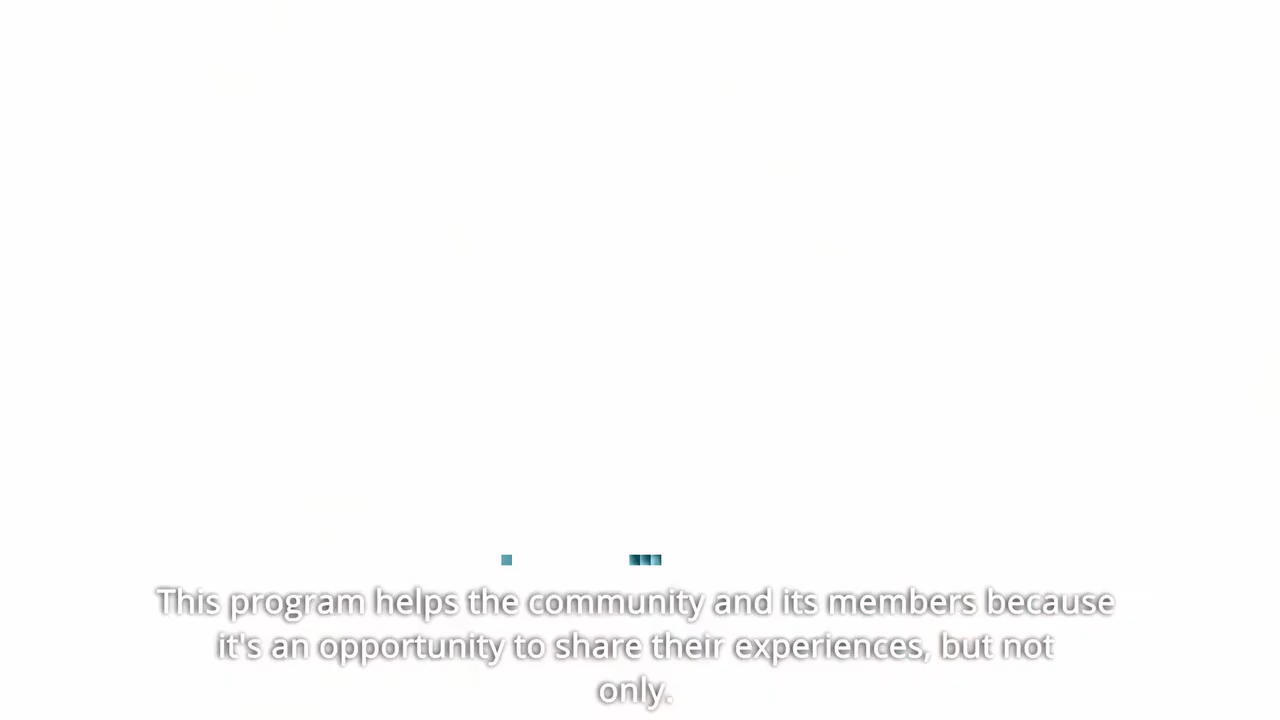 This program helps the community and its members because
it's an opportunity to share their experiences, but not
only.